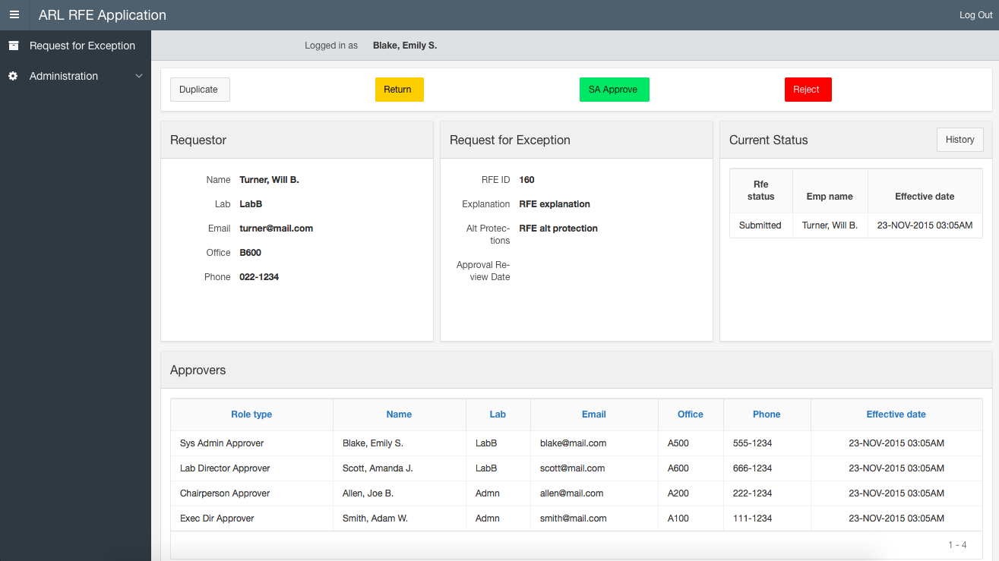 ARL RFE Application
Log Out
Request for Exception
Administration
Logged in as Blake, Emily S.
Duplicate Return SA Approve Reject
Requestor
Name Turner, Will B.
Lab LabB
Email turner@mail.com
Office B600
Phone 022-1234
Request for Exception
RFE ID 160
Explanation RFE explanation
Alt Protec- RFE alt protection
tions
Approval Re-
view Date
Current Status History
Rfe
status Emp name Effective date
Submitted Turner, Will B. 23-NOV-2015 03:05AM
Approvers
Role type Name Lab Email Office Phone Effective date
Sys Admin Approver Blake, Emily S. LabB blake@mail.com A500 555-1234 23-NOV-2015 03:05AM
Lab Director Approver Scott, Amanda J. LabB scott@mail.com A600 666-1234 23-NOV-2015 03:05AM
Chairperson Approver Allen, Joe B. Admn allen@mail.com A200 222-1234 23-NOV-2015 03:05AM
Exec Dir Approver Smith, Adam W. Admn smith@mail.com A100 111-1234 23-NOV-2015 03:05AM
1 - 4